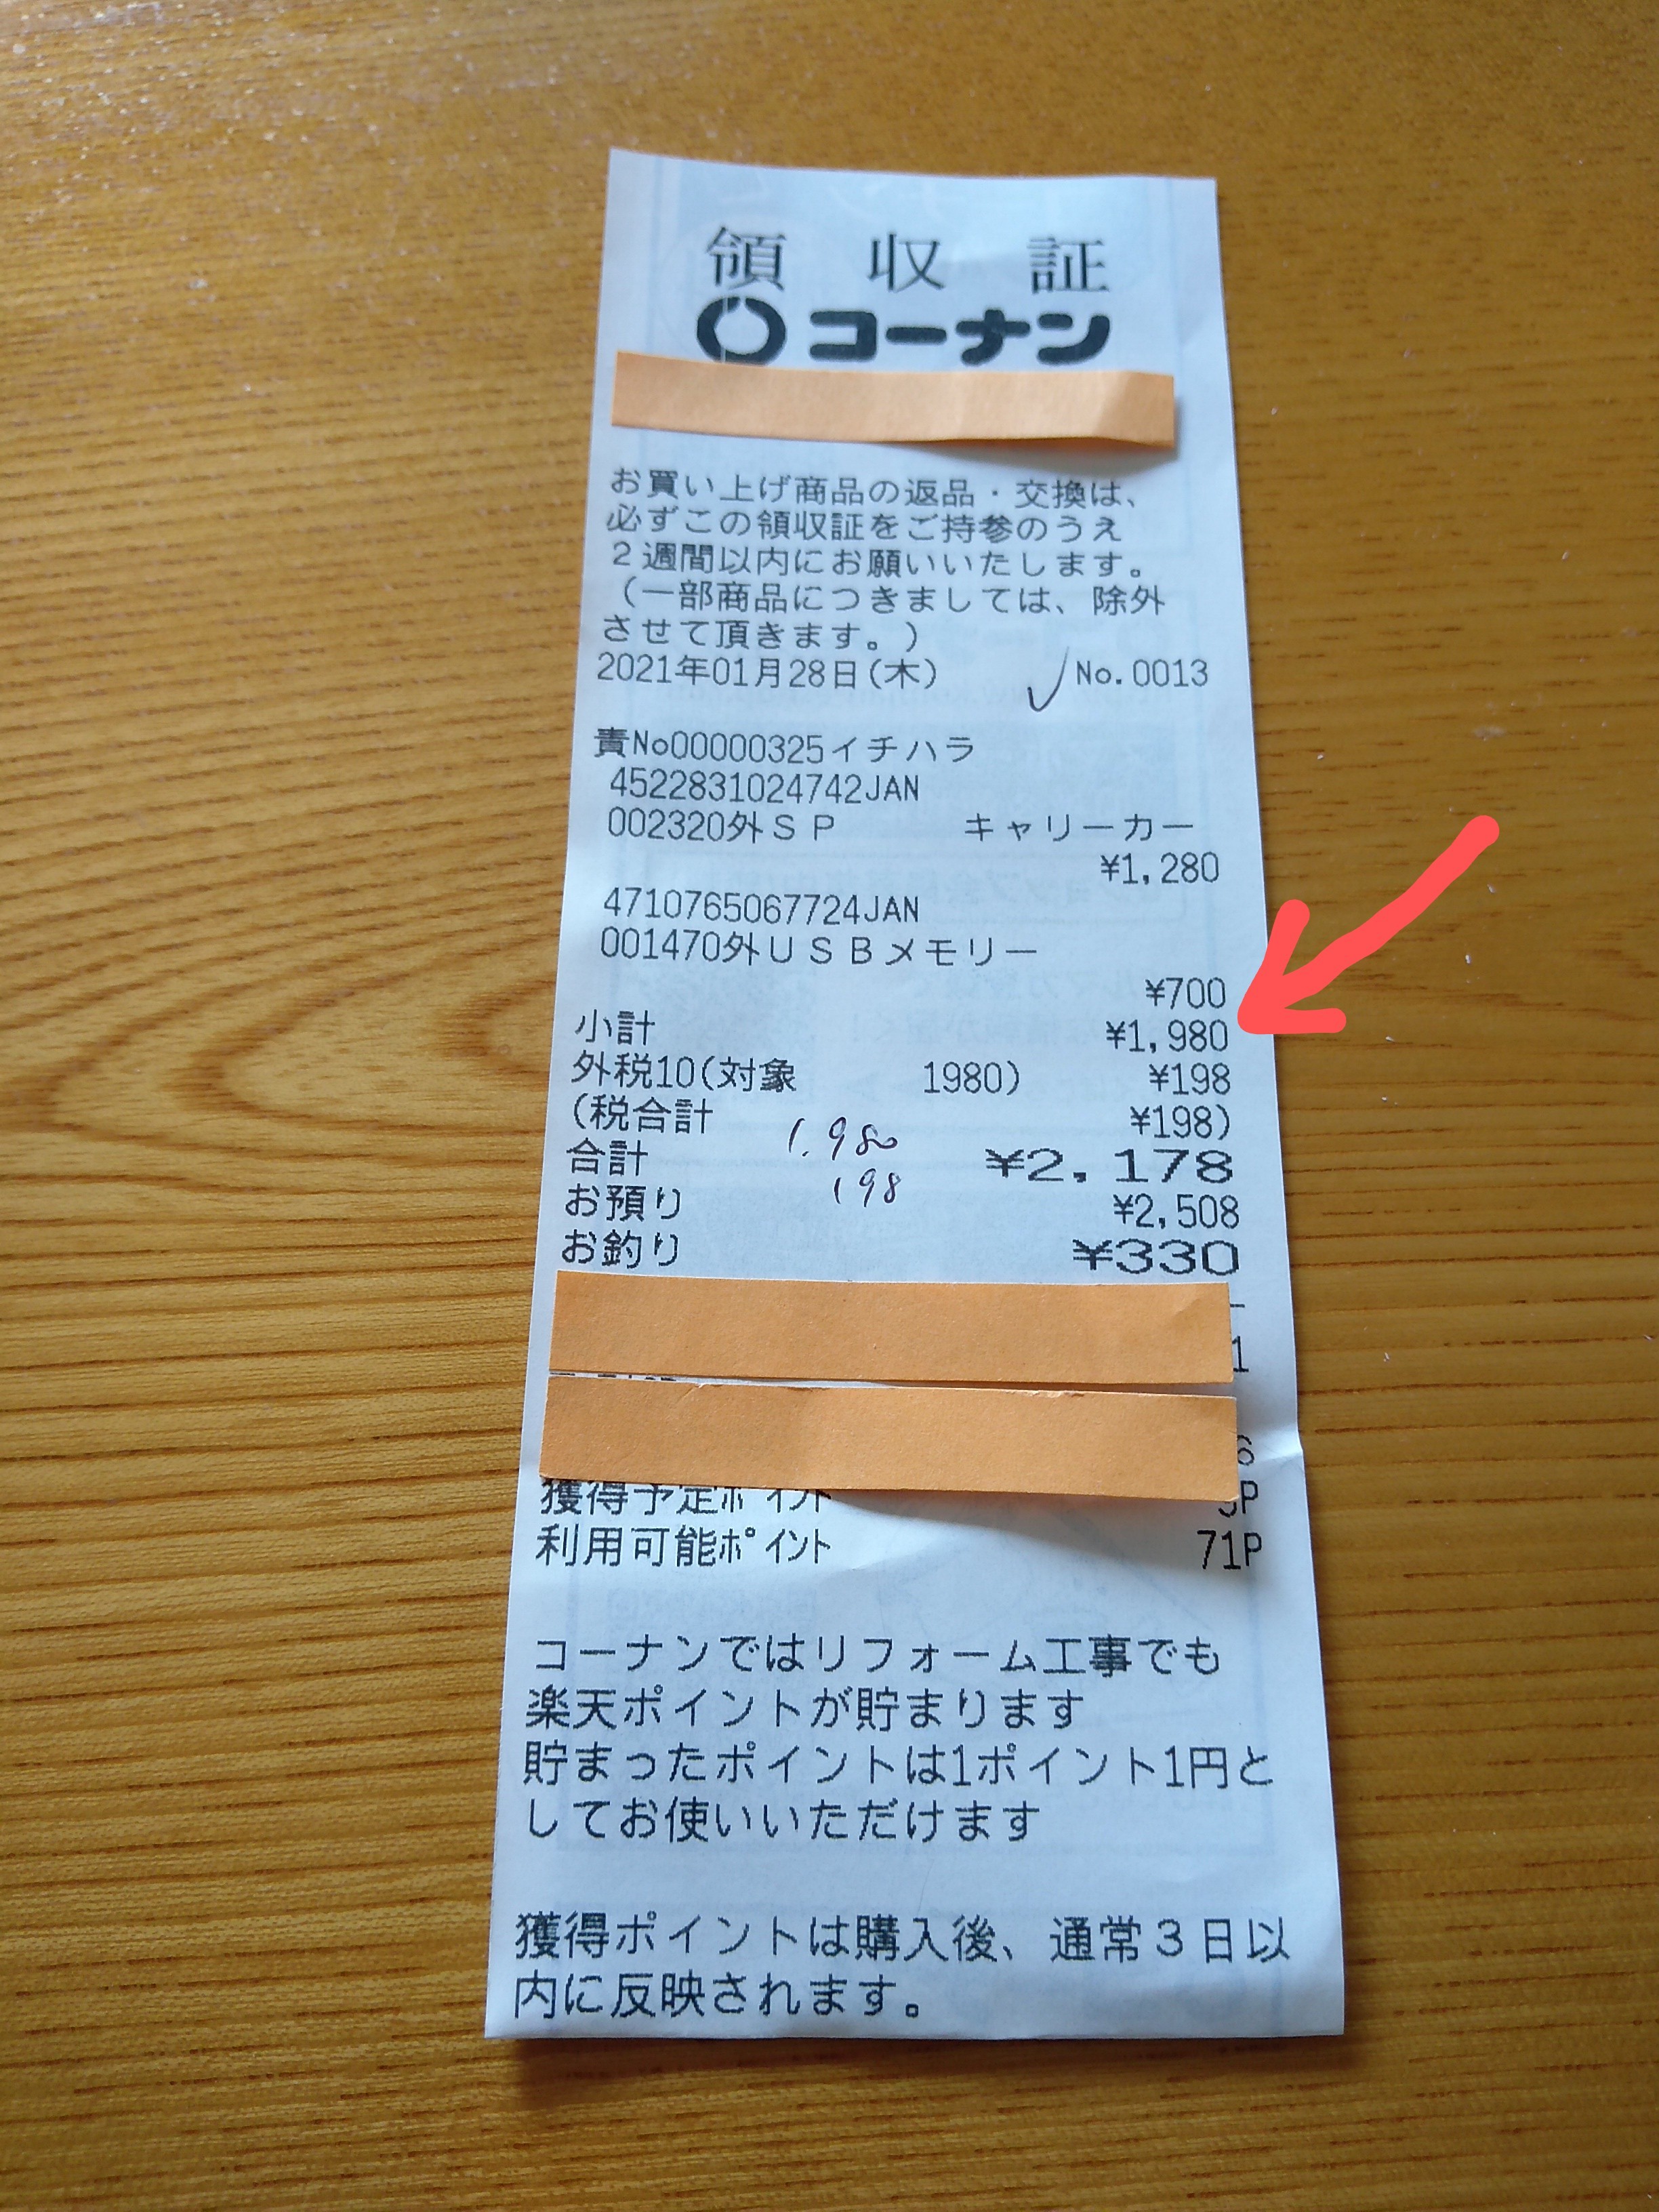 領 収 証
コーナン
お買い上げ商品の返品・交換は、
必ずこの領収証をご持参のうえ
2週間以内にお願いいたします。
(一部商品につきましては、除外
させて頂きます。)
2021年01月28日(木) No.0013
責No00000325イチハラ
4522831024742JAN
002320外SP キャリーカー
¥1,280
4710765067724JAN
001470外USBメモリー
¥700
小計 ¥1,980
外税10(対象 1980) ¥198
(税合計 ¥198)
1,980
合計 ¥2,178
198
お預り ¥2,508
お釣り ¥330
獲得予定ポイント
利用可能ポイント 71P
コーナンではリフォーム工事でも
楽天ポイントが貯まります
貯まったポイントは1ポイント1円と
してお使いいただけます
獲得ポイントは購入後、通常3日以
内に反映されます。